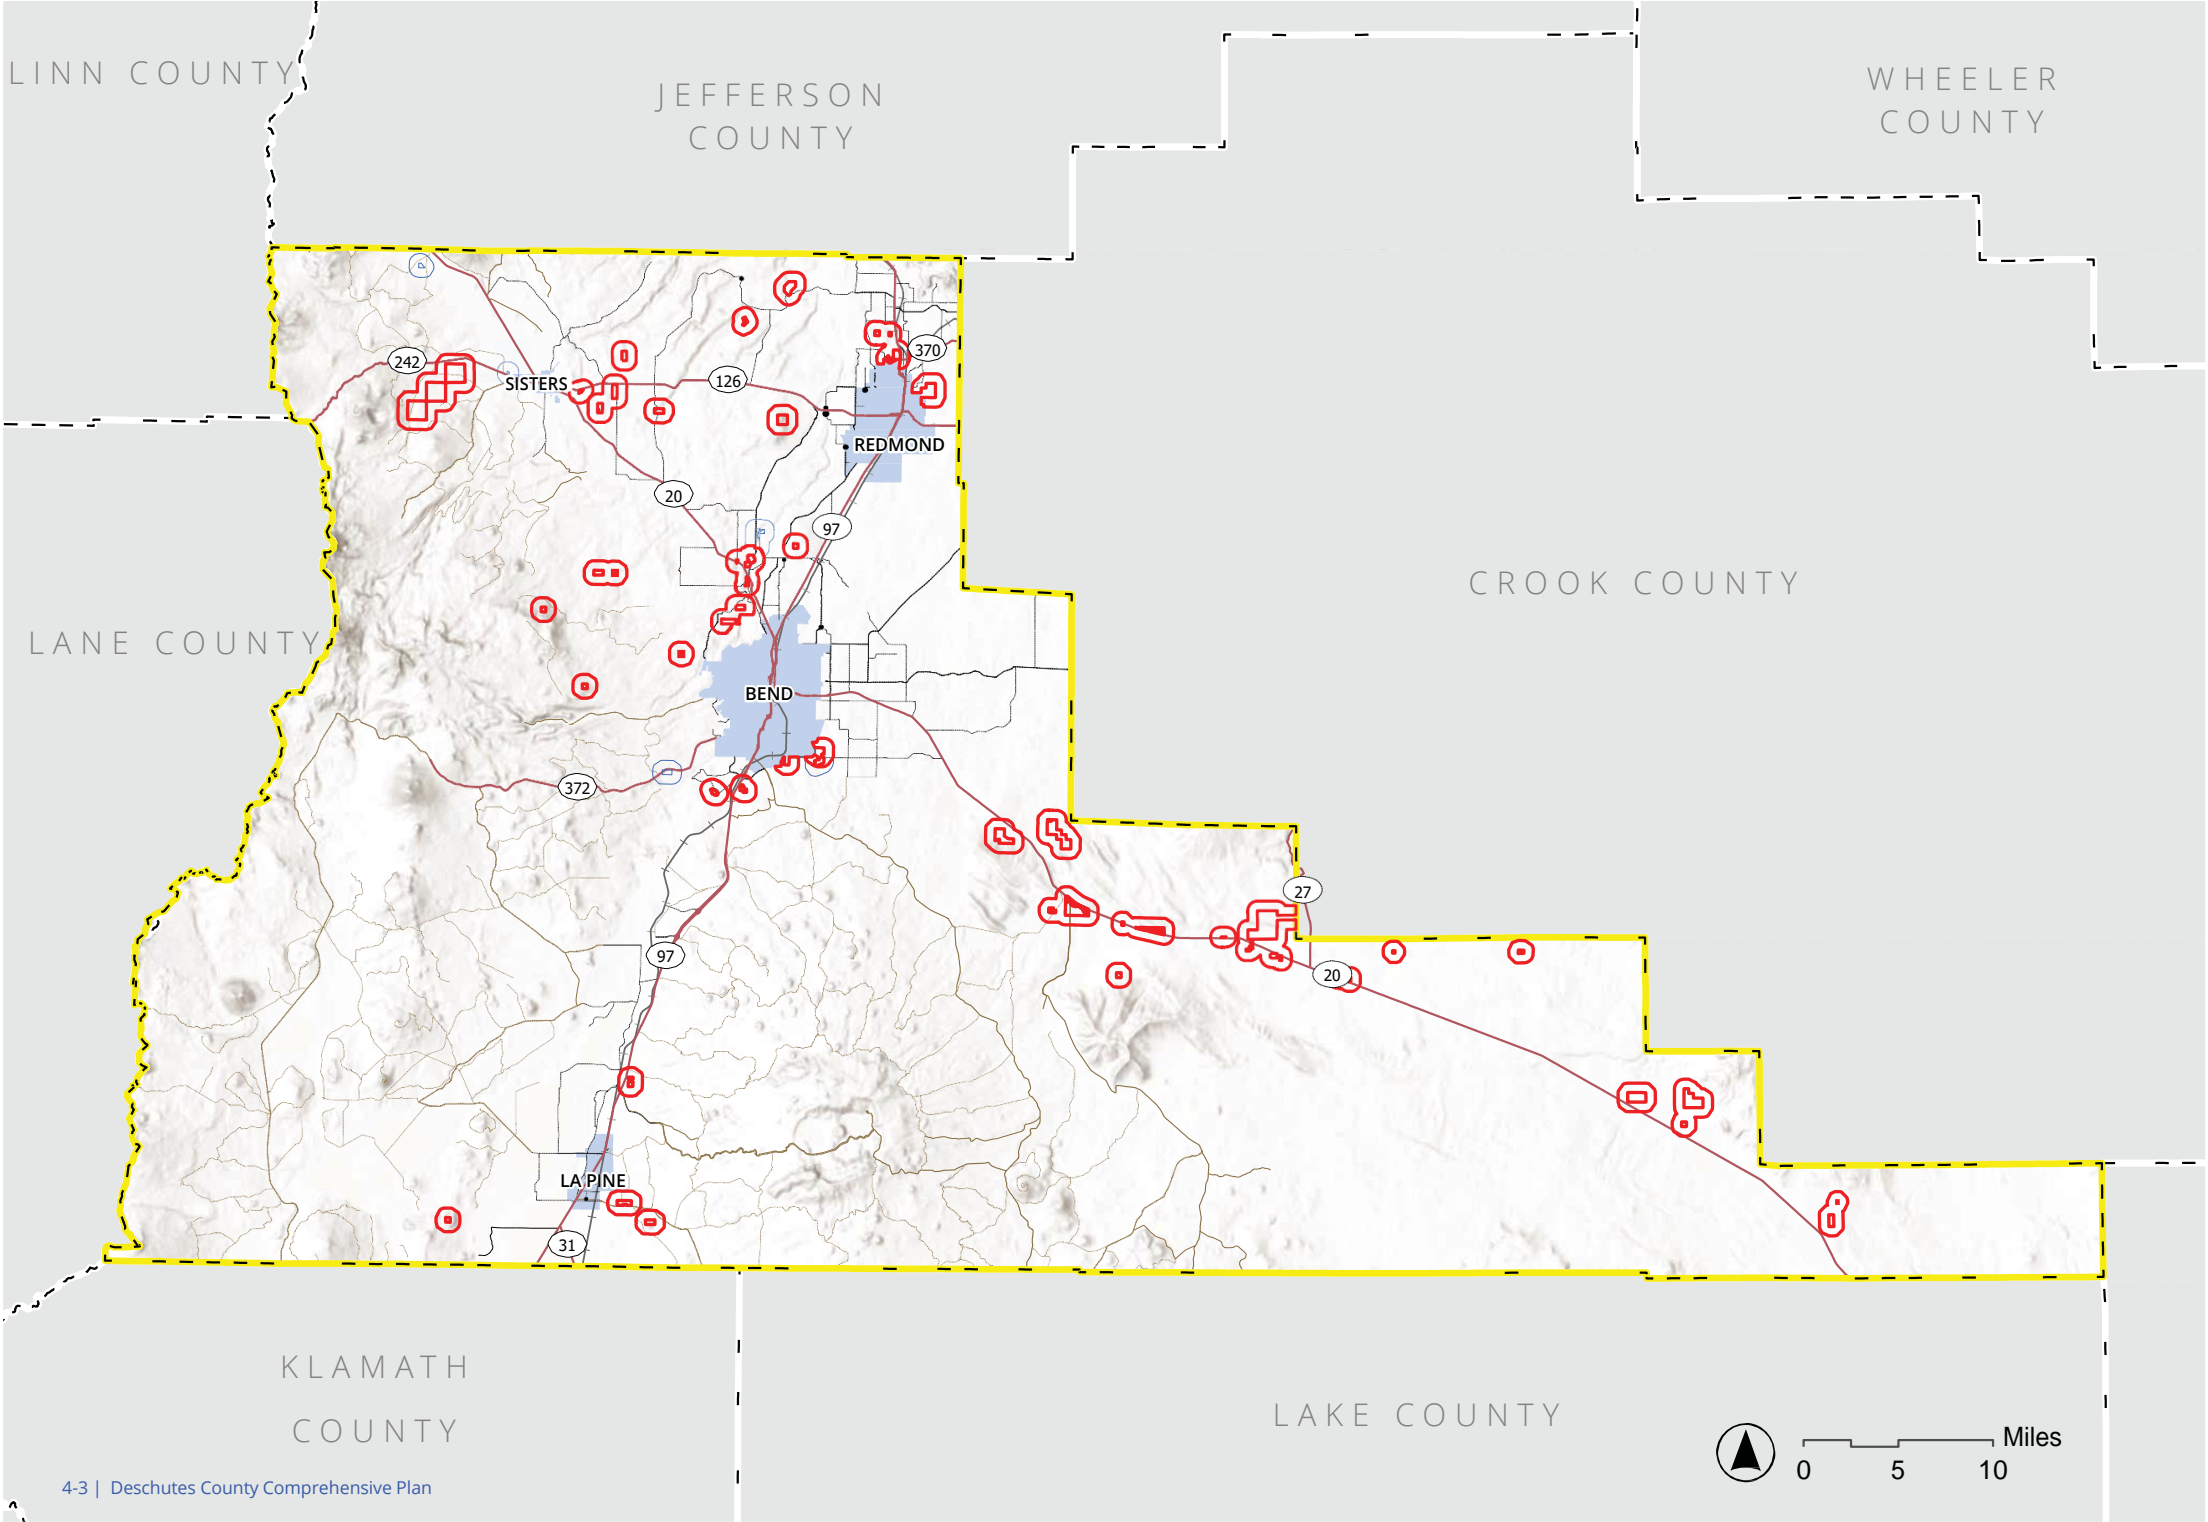 LINN COUNTY
JEFFERSON
COUNTY
WHEELER
COUNTY
242
SISTERS
126
370
REDMOND
20
97
CROOK COUNTY
LANE COUNTY
BEND
372
27
97
20
LA PINE
31
KLAMATH
COUNTY
LAKE COUNTY
Miles
0 5 10
4-3 | Deschutes County Comprehensive Plan